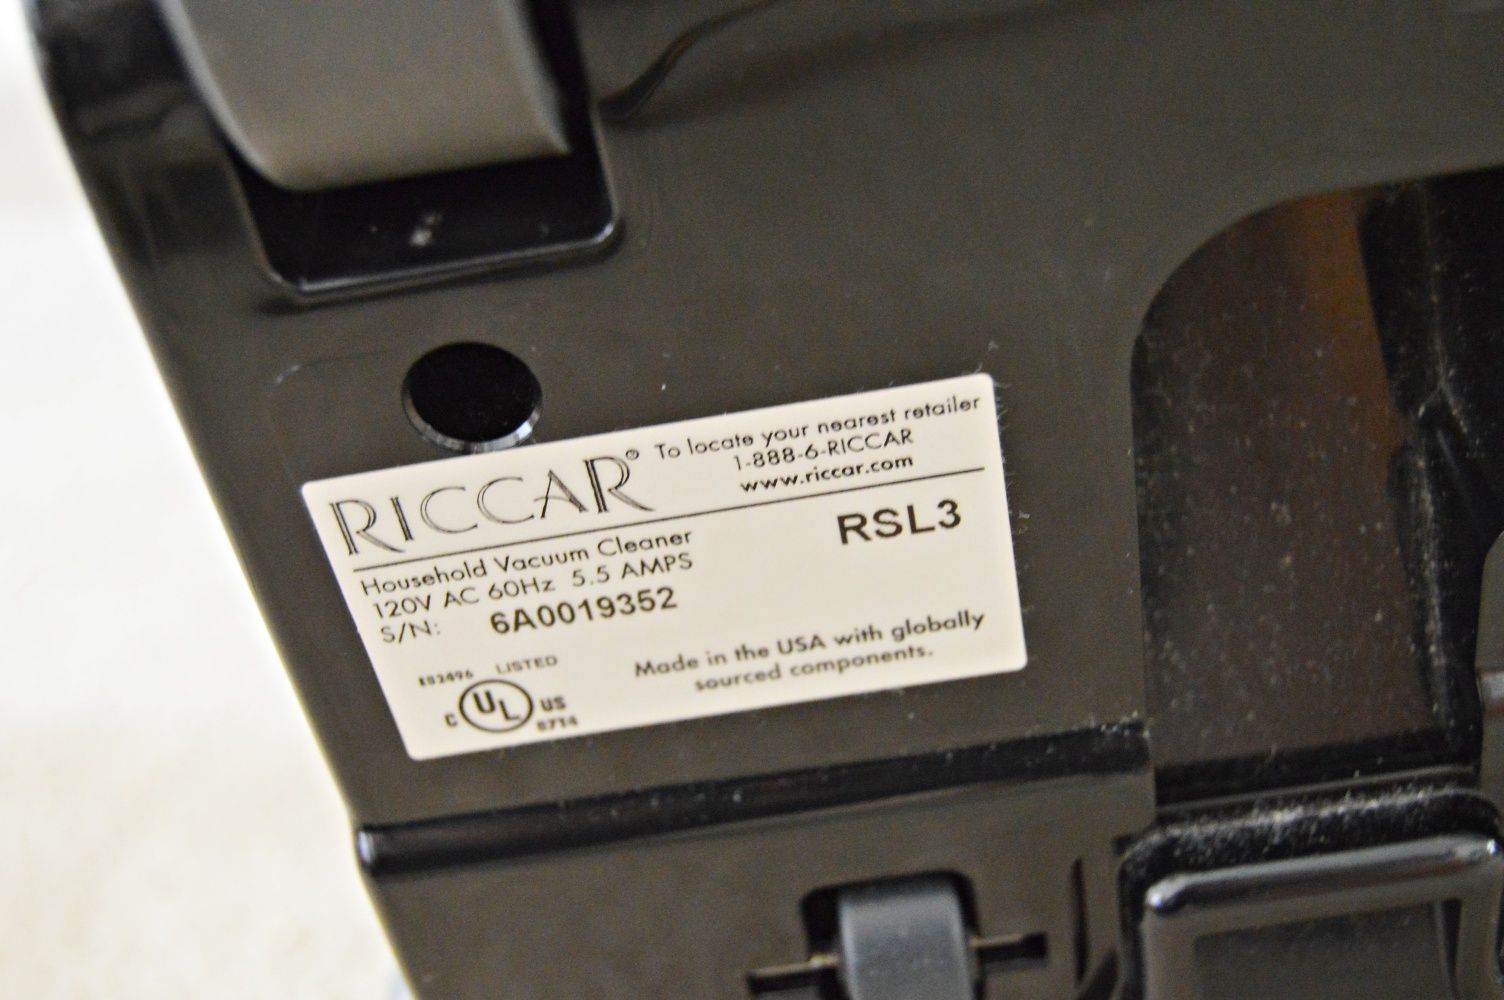 RICCAR®
To locate your nearest retailer
1-888-6-RICCAR
www.riccar.com
Household Vacuum Cleaner
120V AC 60Hz 5.5 AMPS
S/N: 6A0019352
RSL3
LISTED
C UL US
Made in the USA with globally
sourced components.